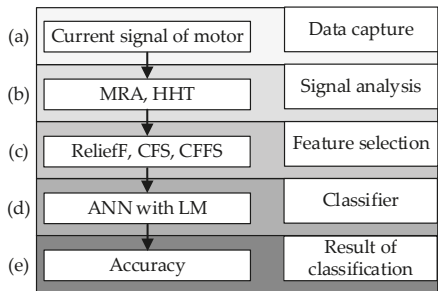 (a) Current signal of motor Data capture
(b) MRA, HHT Signal analysis
(c) ReliefF, CFS, CFFS Feature selection
(d) ANN with LM Classifier
(e) Accuracy Result of
classification